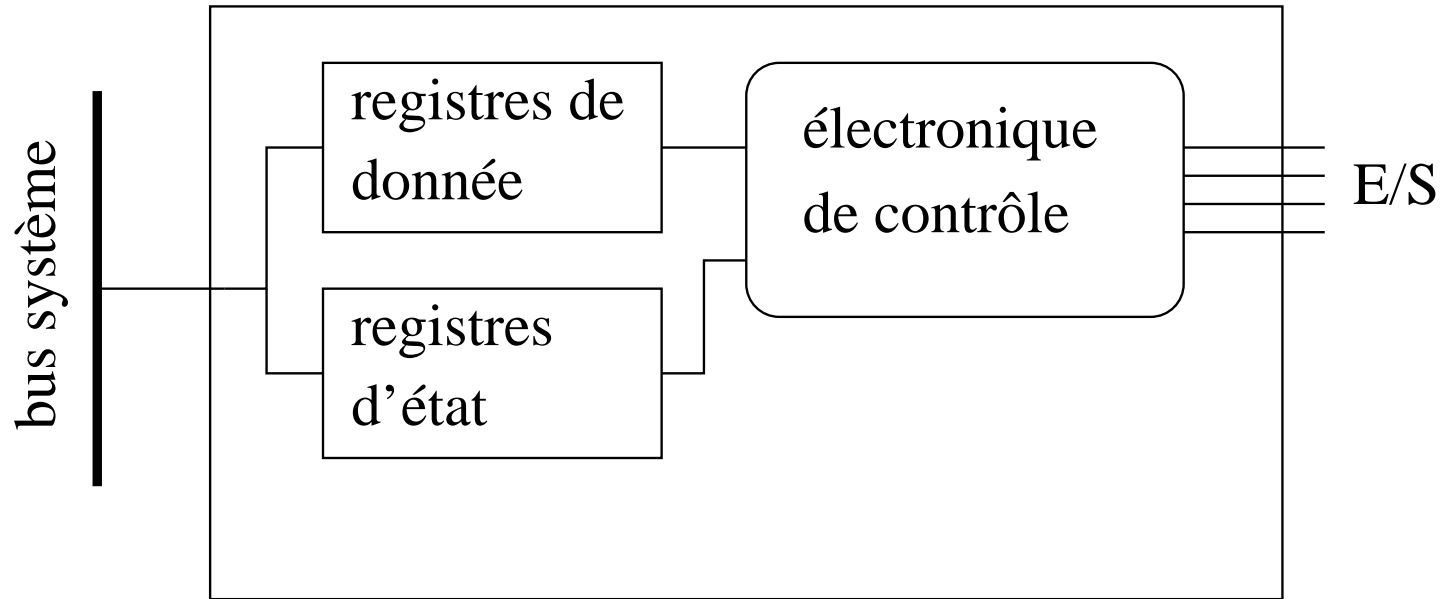 bus système
registres de
donnée
registres
d’état
électronique
de contrôle
E/S